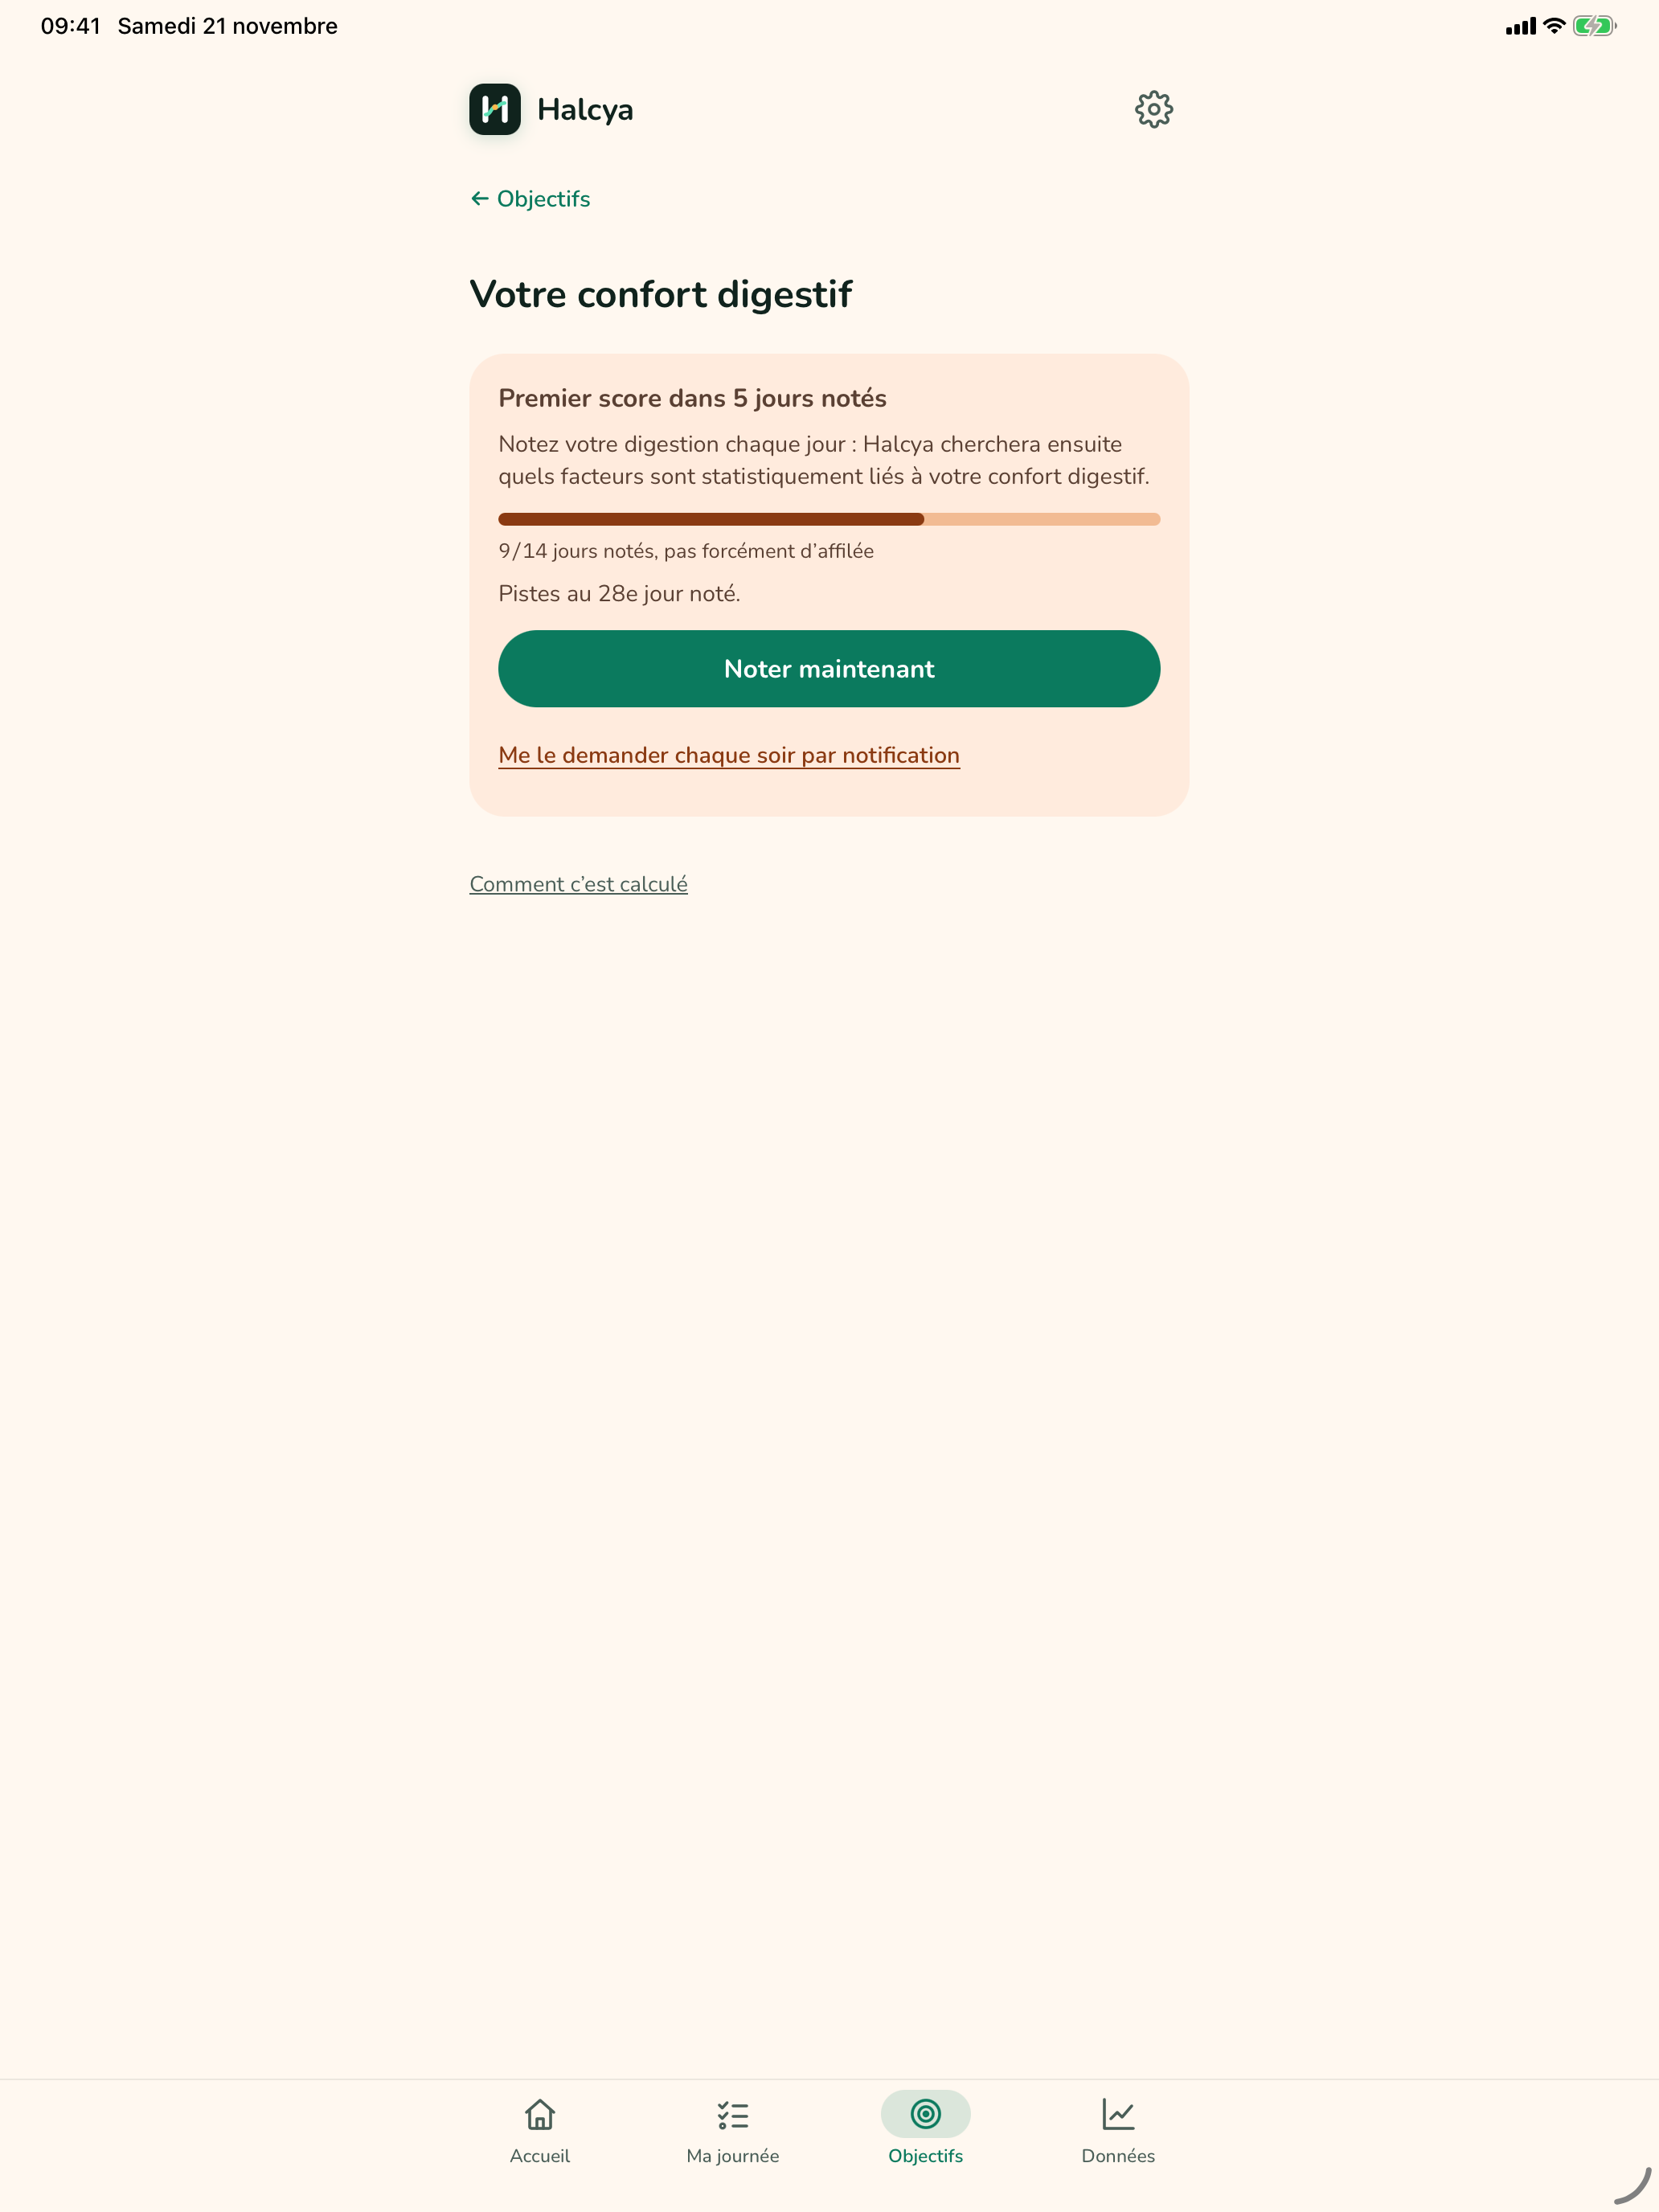 09:41 Samedi 21 novembre
Halcya
← Objectifs
Votre confort digestif
Premier score dans 5 jours notés
Notez votre digestion chaque jour : Halcya cherchera ensuite
quels facteurs sont statistiquement liés à votre confort digestif.
9/14 jours notés, pas forcément d’affilée
Pistes au 28e jour noté.
Noter maintenant
Me le demander chaque soir par notification
Comment c’est calculé
Accueil
Ma journée
Objectifs
Données